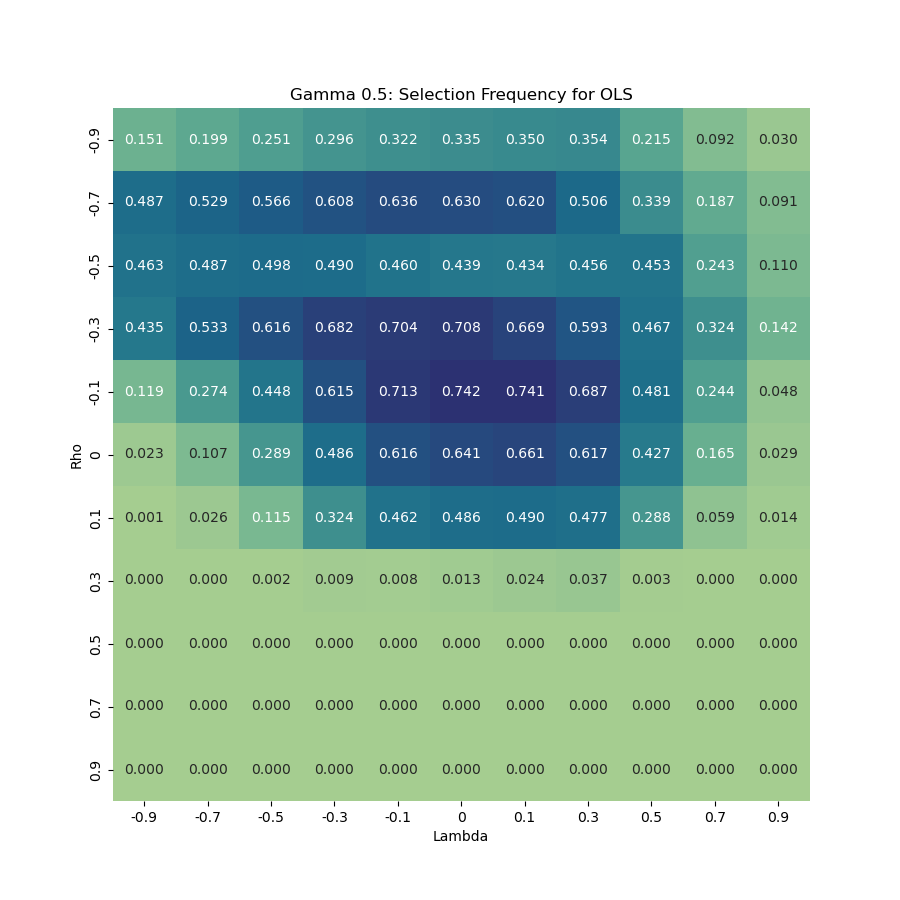 Gamma 0.5: Selection Frequency for OLS
-0.9 0.151 0.199 0.251 0.296 0.322 0.335 0.350 0.354 0.215 0.092 0.030
-0.7 0.487 0.529 0.566 0.608 0.636 0.630 0.620 0.506 0.339 0.187 0.091
-0.5 0.463 0.487 0.498 0.490 0.460 0.439 0.434 0.456 0.453 0.243 0.110
-0.3 0.435 0.533 0.616 0.682 0.704 0.708 0.669 0.593 0.467 0.324 0.142
-0.1 0.119 0.274 0.448 0.615 0.713 0.742 0.741 0.687 0.481 0.244 0.048
Rho
0 0.023 0.107 0.289 0.486 0.616 0.641 0.661 0.617 0.427 0.165 0.029
0.1 0.001 0.026 0.115 0.324 0.462 0.486 0.490 0.477 0.288 0.059 0.014
0.3 0.000 0.000 0.002 0.009 0.008 0.013 0.024 0.037 0.003 0.000 0.000
0.5 0.000 0.000 0.000 0.000 0.000 0.000 0.000 0.000 0.000 0.000 0.000
0.7 0.000 0.000 0.000 0.000 0.000 0.000 0.000 0.000 0.000 0.000 0.000
0.9 0.000 0.000 0.000 0.000 0.000 0.000 0.000 0.000 0.000 0.000 0.000
-0.9 -0.7 -0.5 -0.3 -0.1 0 0.1 0.3 0.5 0.7 0.9
Lambda